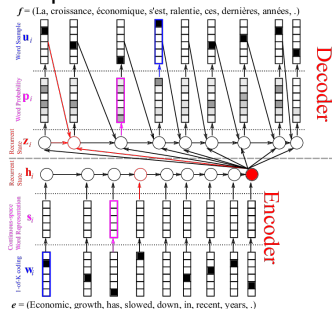 f = (La, croissance, économique, s'est, ralentie, ces, dernières, années, .)
Word Sample
u_i
Word Probability
p_i
Recurrent State
z_i
Decoder
Recurrent State
h_i
Continuous-space Word Representation
s_i
1-of-K coding
w_i
Encoder
e = (Economic, growth, has, slowed, down, in, recent, years, .)